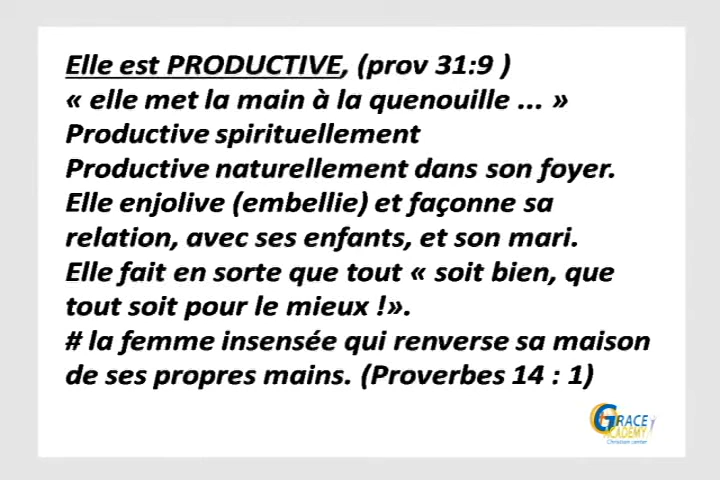 Elle est PRODUCTIVE, (prov 31:9 )
« elle met la main à la quenouille ... »
Productive spirituellement
Productive naturellement dans son foyer.
Elle enjolive (embellie) et façonne sa
relation, avec ses enfants, et son mari.
Elle fait en sorte que tout « soit bien, que
tout soit pour le mieux !».
# la femme insensée qui renverse sa maison
de ses propres mains. (Proverbes 14 : 1)
GRACE
ACADEMY
Christian center